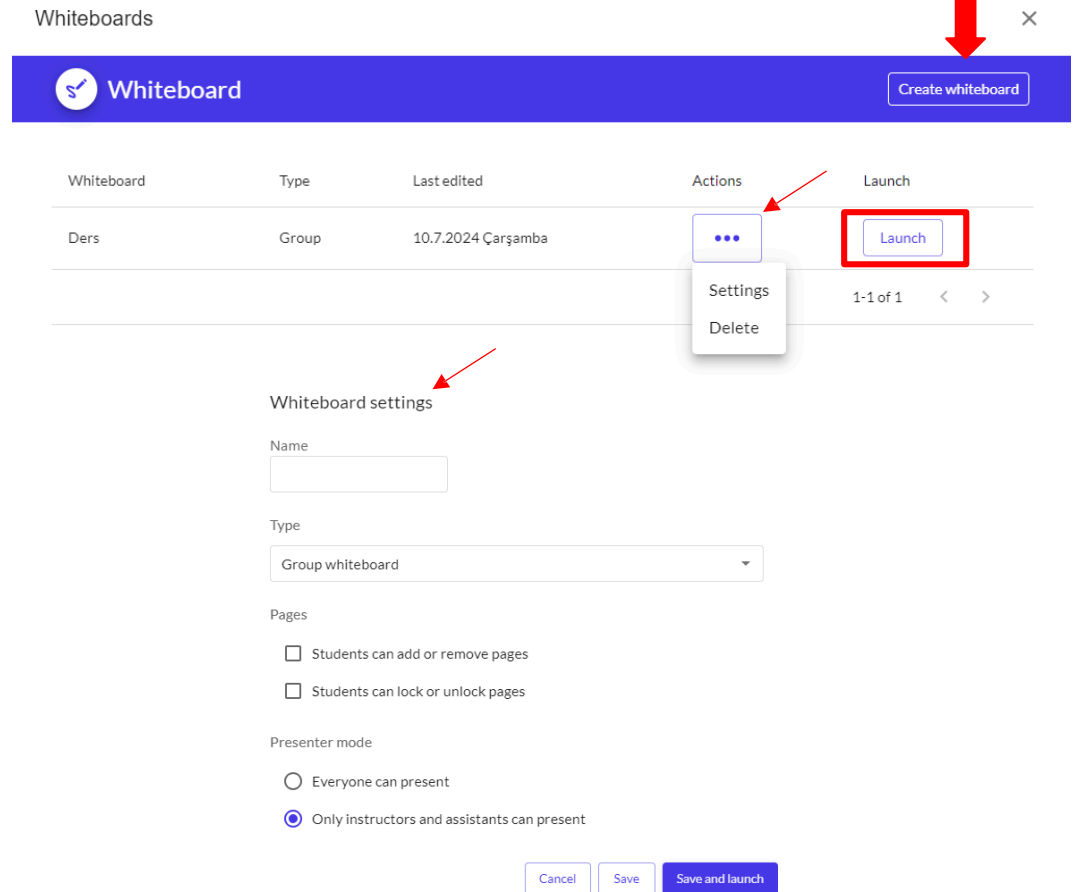 Whiteboards
Whiteboard
Create whiteboard
Whiteboard Type Last edited Actions Launch
Ders Group 10.7.2024 Çarşamba Launch
Settings
Delete
1-1 of 1
Whiteboard settings
Name
Type
Group whiteboard
Pages
Students can add or remove pages
Students can lock or unlock pages
Presenter mode
Everyone can present
Only instructors and assistants can present
Cancel Save Save and launch